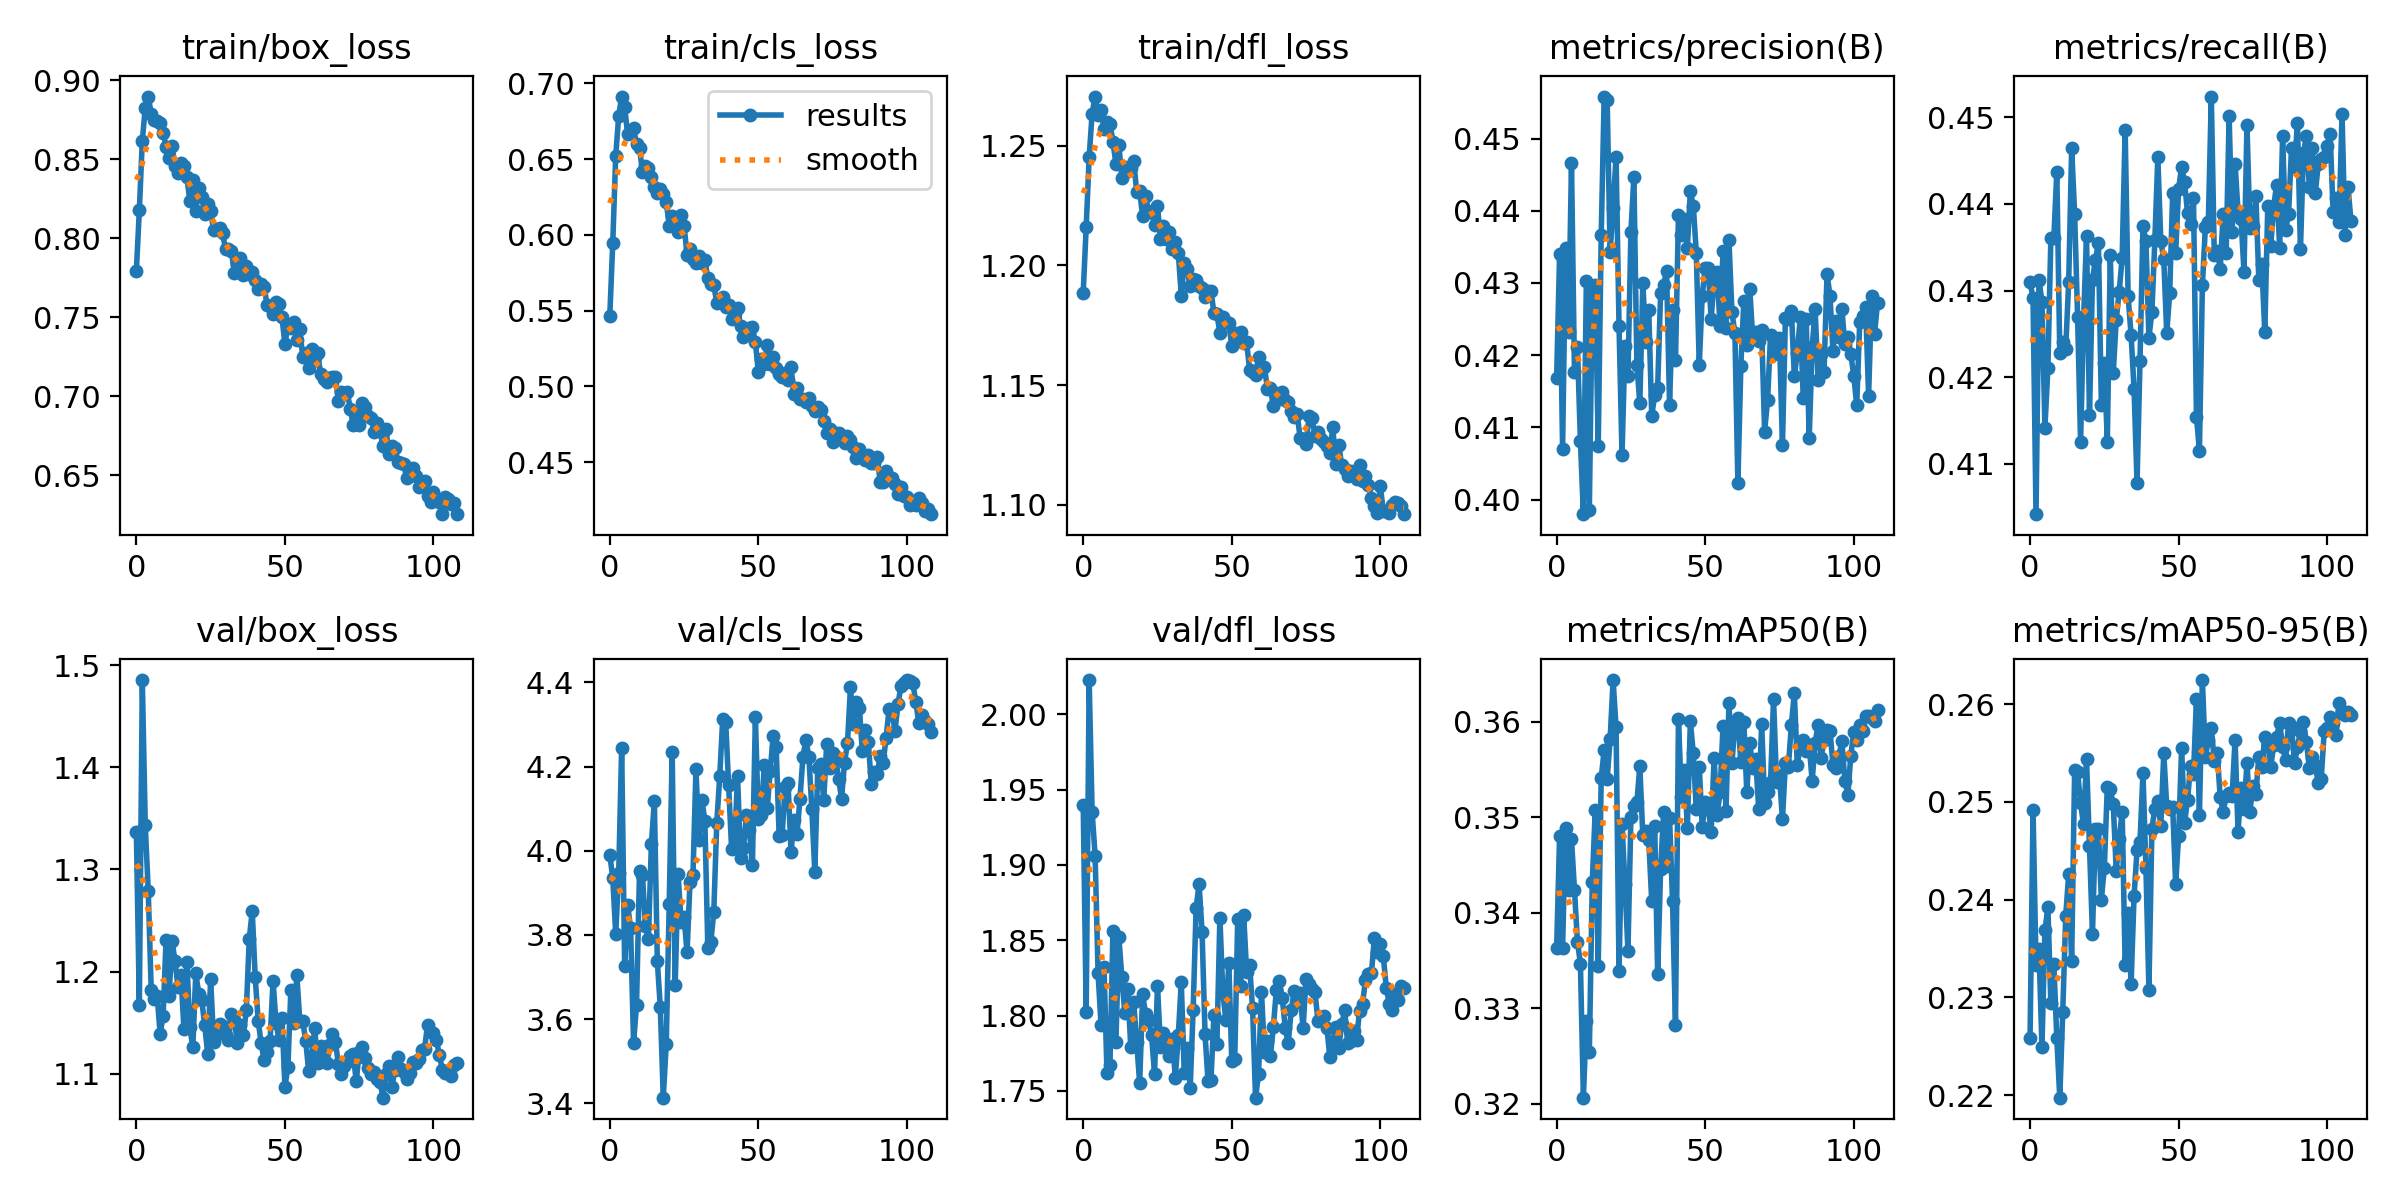 train/box_loss
0.90
0.85
0.80
0.75
0.70
0.65
0 50 100
train/cls_loss
results
smooth
0.70
0.65
0.60
0.55
0.50
0.45
0 50 100
train/dfl_loss
1.25
1.20
1.15
1.10
0 50 100
metrics/precision(B)
0.45
0.44
0.43
0.42
0.41
0.40
0 50 100
metrics/recall(B)
0.45
0.44
0.43
0.42
0.41
0 50 100
val/box_loss
1.5
1.4
1.3
1.2
1.1
0 50 100
val/cls_loss
4.4
4.2
4.0
3.8
3.6
3.4
0 50 100
val/dfl_loss
2.00
1.95
1.90
1.85
1.80
1.75
0 50 100
metrics/mAP50(B)
0.36
0.35
0.34
0.33
0.32
0 50 100
metrics/mAP50-95(B)
0.26
0.25
0.24
0.23
0.22
0 50 100